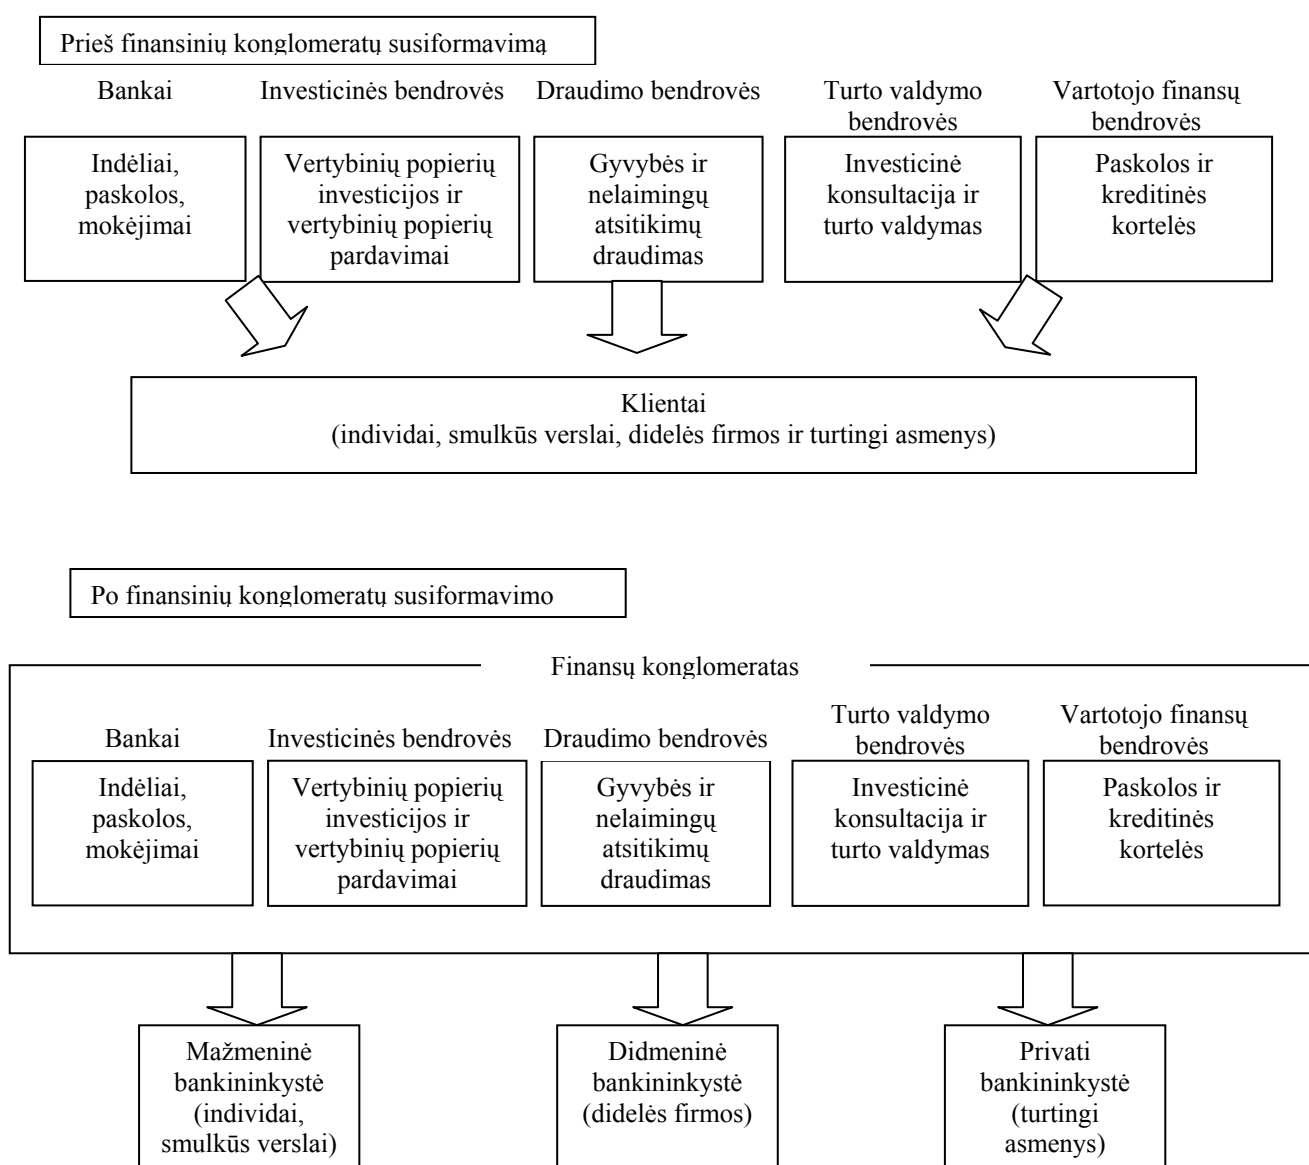 Prieš finansinių konglomeratų susiformavimą
Bankai
Investicinės bendrovės
Draudimo bendrovės
Turto valdymo
bendrovės
Vartotojo finansų
bendrovės
Indėliai,
paskolos,
mokėjimai
Vertybinių popierių
investicijos ir
vertybinių popierių
pardavimai
Gyvybės ir
nelaimingų
atsitikimų
draudimas
Investicinė
konsultacija ir
turto valdymas
Paskolos ir
kreditinės
kortelės
Klientai
(individai, smulkūs verslai, didelės firmos ir turtingi asmenys)
Po finansinių konglomeratų susiformavimo
Finansų konglomeratas
Bankai
Investicinės bendrovės
Draudimo bendrovės
Turto valdymo
bendrovės
Vartotojo finansų
bendrovės
Indėliai,
paskolos,
mokėjimai
Vertybinių popierių
investicijos ir
vertybinių popierių
pardavimai
Gyvybės ir
nelaimingų
atsitikimų
draudimas
Investicinė
konsultacija ir
turto valdymas
Paskolos ir
kreditinės
kortelės
Mažmeninė
bankininkystė
(individai,
smulkūs verslai)
Didmeninė
bankininkystė
(didelės firmos)
Privati
bankininkystė
(turtingi
asmenys)